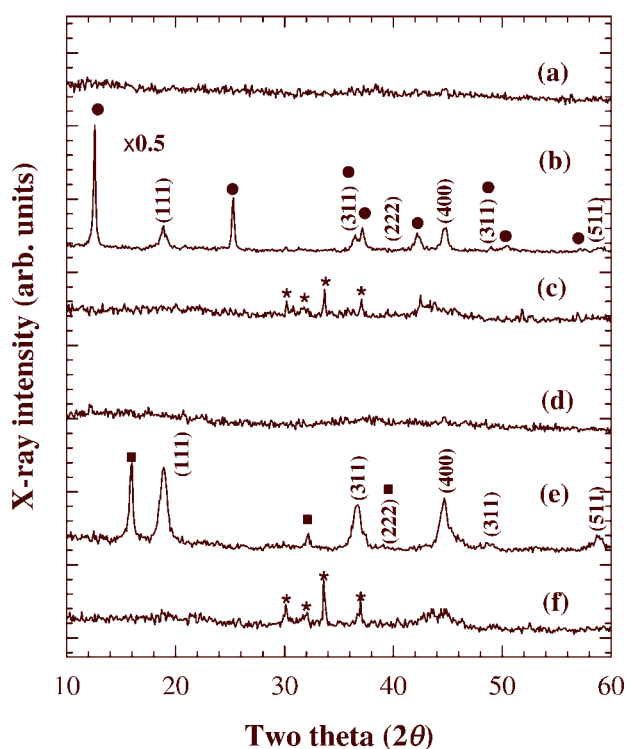 (a)
×0.5
(b)
(111)
(311)
(222)
(400)
(311)
(511)
(c)
* * * *
(d)
(111)
(311)
(222)
(400)
(311)
(511)
(e)
* * * *
(f)
10 20 30 40 50 60
Two theta (2θ)
X-ray intensity (arb. units)